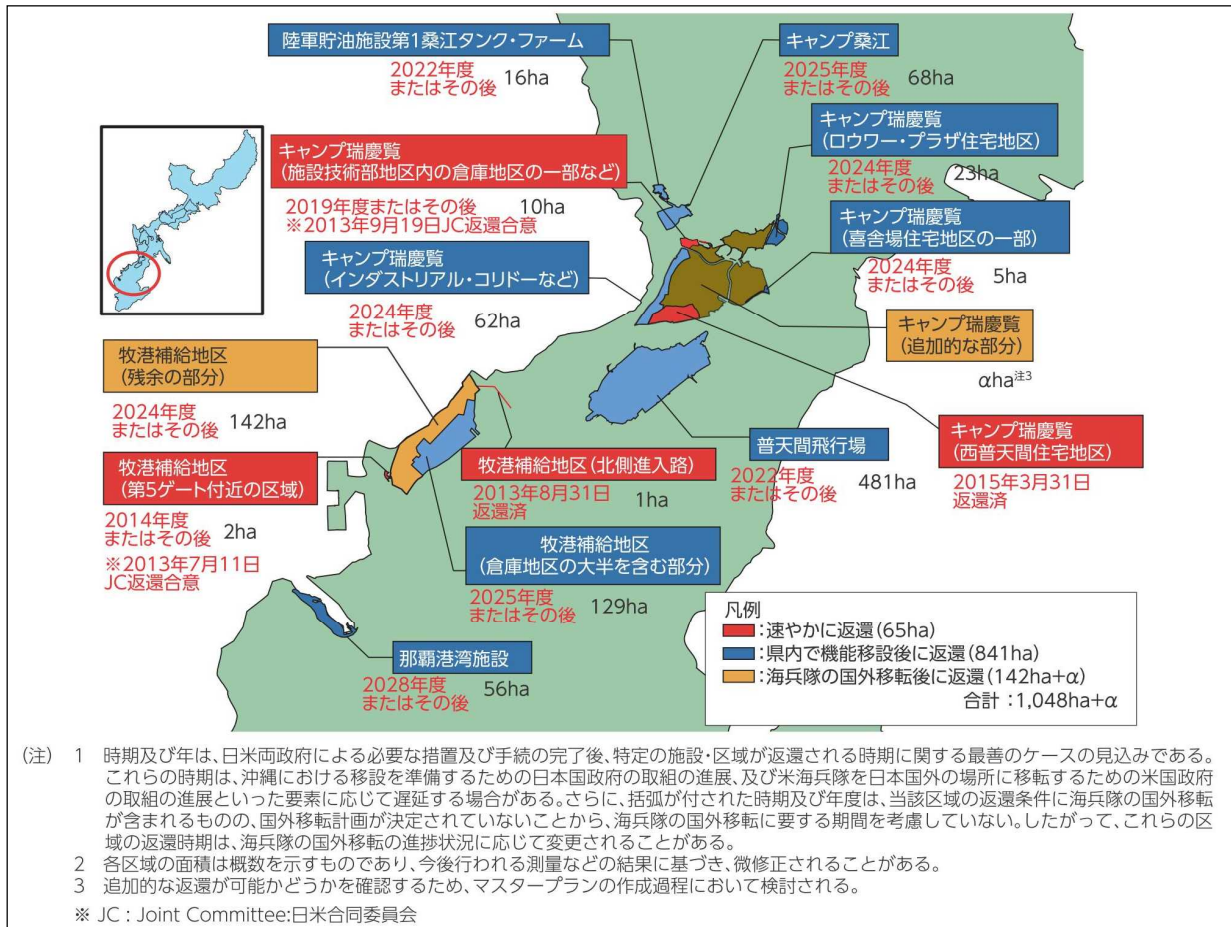 陸軍貯油施設第1桑江タンク・ファーム
2022年度
またはその後
16ha
キャンプ桑江
2025年度
またはその後
68ha
キャンプ瑞慶覧
(ロウワー・プラザ住宅地区)
2024年度
またはその後
23ha
キャンプ瑞慶覧
(施設技術部地区内の倉庫地区の一部など)
2019年度またはその後
10ha
※2013年9月19日JC返還合意
キャンプ瑞慶覧
(喜舎場住宅地区の一部)
2024年度
またはその後
5ha
キャンプ瑞慶覧
(インダストリアル・コリドーなど)
2024年度
またはその後
62ha
キャンプ瑞慶覧
(追加的な部分)
αha注3
牧港補給地区
(残余の部分)
2024年度
またはその後
142ha
普天間飛行場
2022年度
またはその後
481ha
キャンプ瑞慶覧
(西普天間住宅地区)
2015年3月31日
返還済
牧港補給地区
(第5ゲート付近の区域)
2014年度
またはその後
2ha
※2013年7月11日
JC返還合意
牧港補給地区(北側進入路)
2013年8月31日
返還済
1ha
牧港補給地区
(倉庫地区の大半を含む部分)
2025年度
またはその後
129ha
那覇港湾施設
2028年度
またはその後
56ha
凡例
:速やかに返還(65ha)
:県内で機能移設後に返還(841ha)
:海兵隊の国外移転後に返還(142ha+α)
合計:1,048ha+α
(注) 1 時期及び年は、日米両政府による必要な措置及び手続の完了後、特定の施設・区域が返還される時期に関する最善のケースの見込みである。
これらの時期は、沖縄における移設を準備するための日本国政府の取組の進展、及び米海兵隊を日本国外の場所に移転するための米国政府
の取組の進展といった要素に応じて遅延する場合がある。さらに、括弧が付された時期及び年度は、当該区域の返還条件に海兵隊の国外移転
が含まれるものの、国外移転計画が決定されていないことから、海兵隊の国外移転に要する期間を考慮していない。したがって、これらの区
域の返還時期は、海兵隊の国外移転の進捗状況に応じて変更されることがある。
2 各区域の面積は概数を示すものであり、今後行われる測量などの結果に基づき、微修正されることがある。
3 追加的な返還が可能かどうかを確認するため、マスタープランの作成過程において検討される。
※ JC : Joint Committee:日米合同委員会